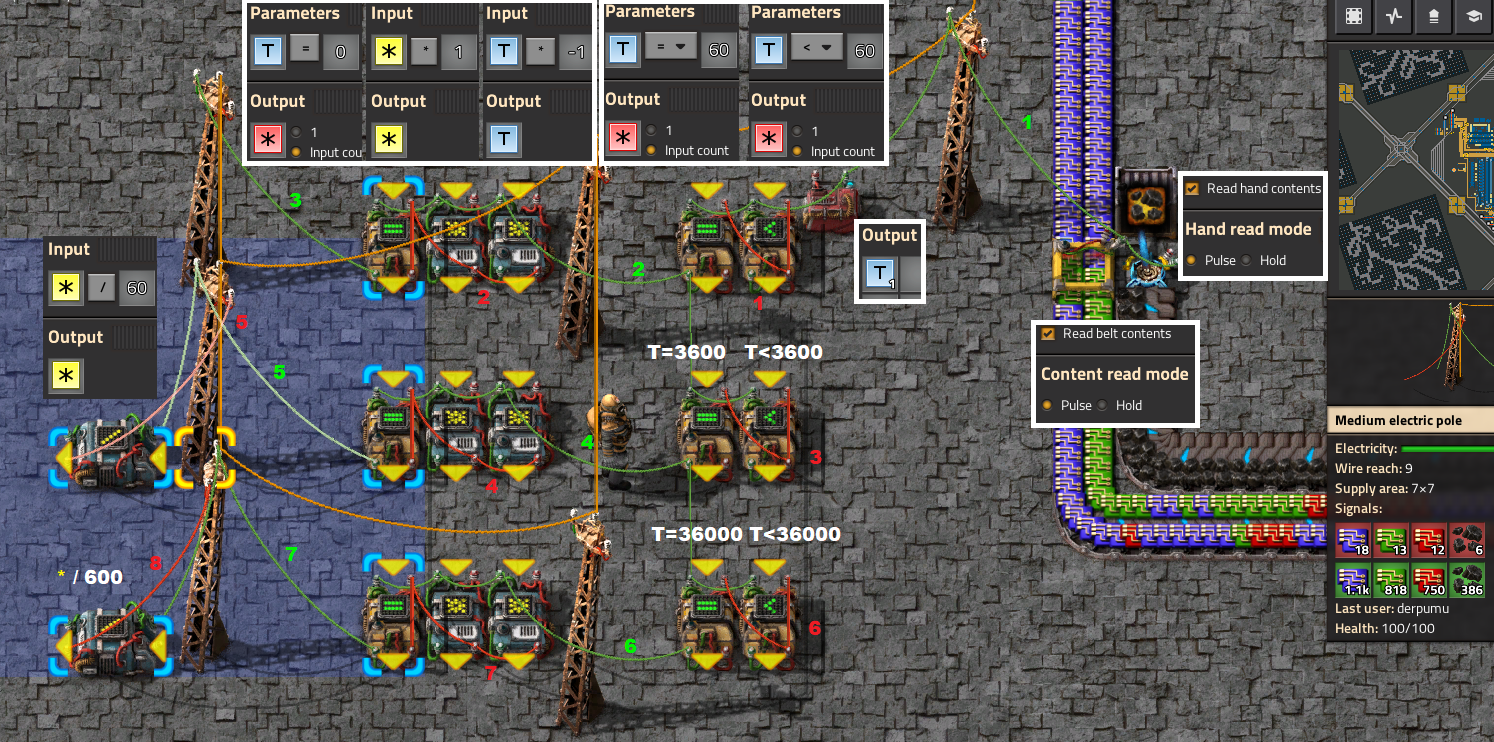 Parameters
T = 0
Output
*
1
Input cou
Input
* * 1
Output
*
Input
T * -1
Output
T
Parameters
T = 60
Output
*
1
Input count
Parameters
T < 60
Output
*
1
Input count
1
3
2
2
1
Read hand contents
Hand read mode
Pulse Hold
Output
T
1
Input
* / 60
Output
*
5
5
T=3600 T<3600
Read belt contents
Content read mode
Pulse Hold
4
4
3
T=36000 T<36000
* / 600
8
7
7
6
6
Medium electric pole
Electricity:
Wire reach: 9
Supply area: 7×7
Signals:
18 13 12 6
1.1k 818 750 386
Last user: derpumu
Health: 100/100